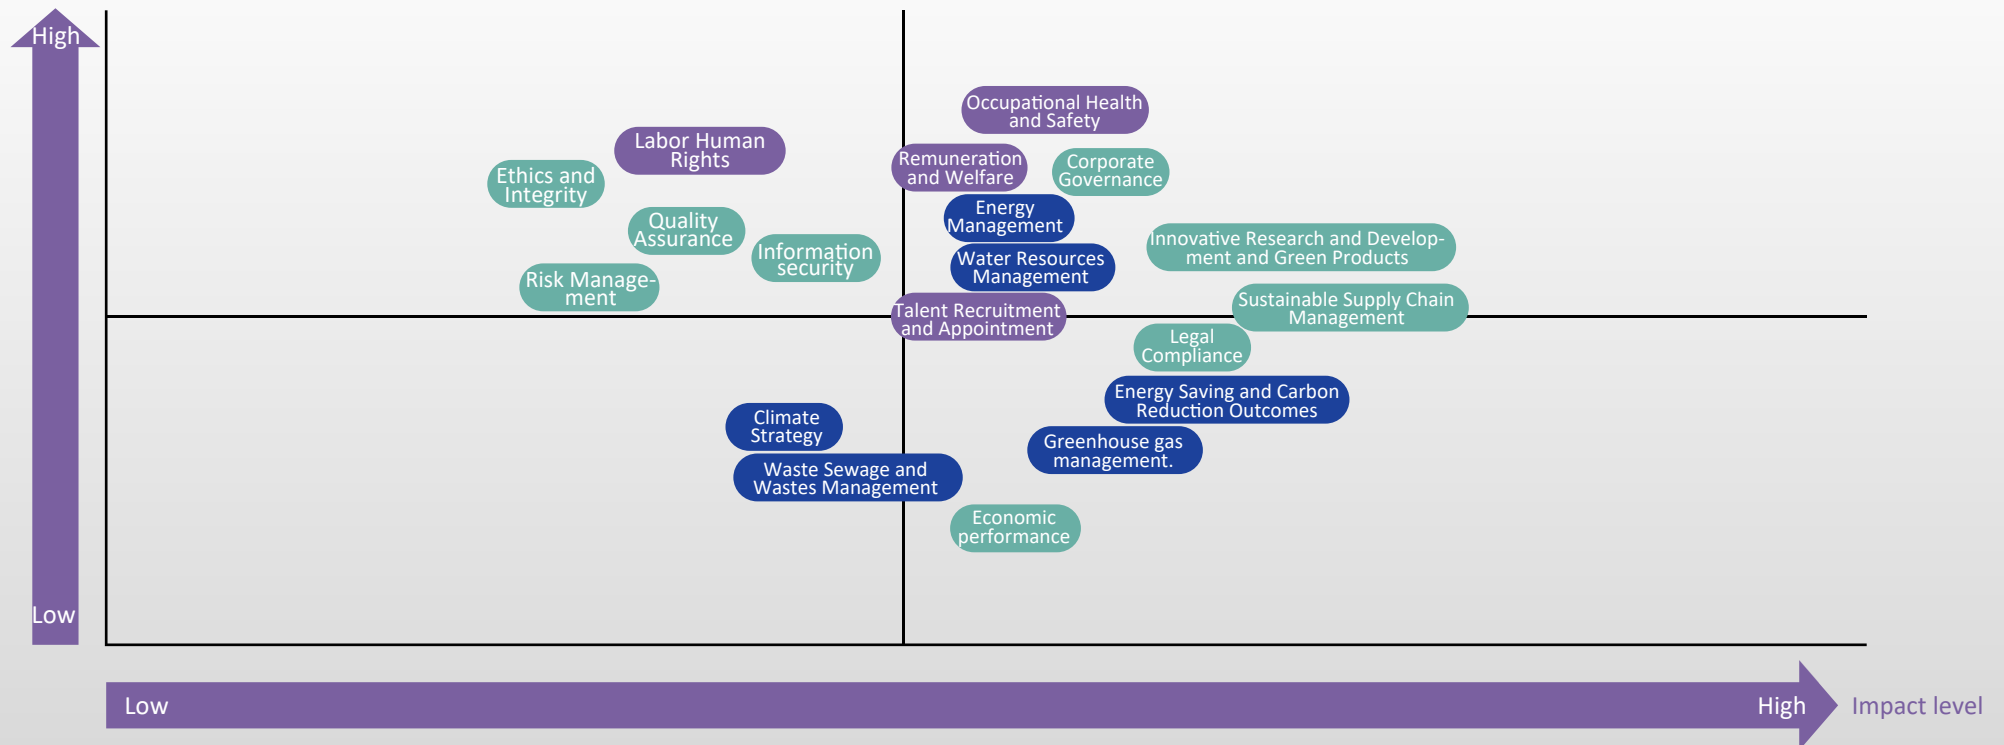 High
Occupational Health
and Safety
Labor Human
Rights
Remuneration
and Welfare
Corporate
Governance
Ethics and
Integrity
Energy
Management
Quality
Assurance
Innovative Research and Develop-
ment and Green Products
Information
security
Water Resources
Management
Risk Manage-
ment
Sustainable Supply Chain
Management
Talent Recruitment
and Appointment
Legal
Compliance
Energy Saving and Carbon
Reduction Outcomes
Climate
Strategy
Greenhouse gas
management.
Waste Sewage and
Wastes Management
Economic
performance
Low
Low
High
Impact level